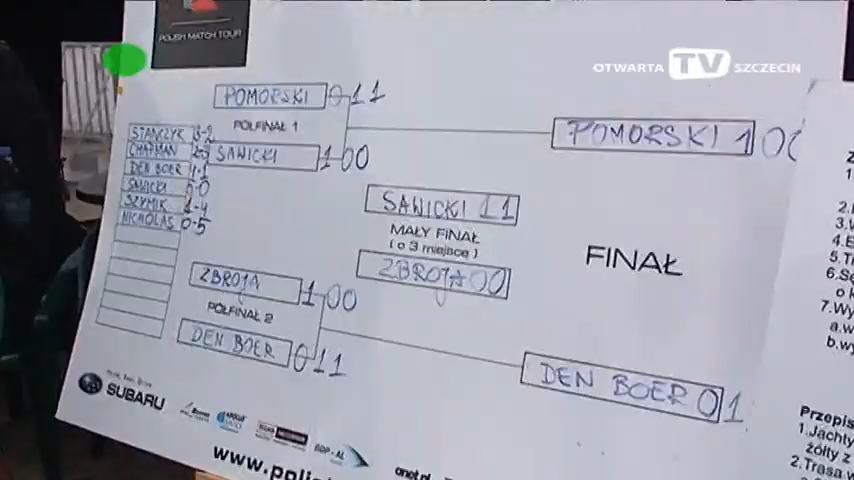 POLISH MATCH TOUR
OTWARTA TV SZCZECIN
POMORSKI 0 1 1
PÓŁFINAŁ 1
SAWICKI 1 0 0
STAŃCZYK 3-2
CHAPMAN 2-3
DEN BOER 4-1
SAWICKI 5-0
SZYMIK 1-4
NICHOLAS 0-5
POMORSKI 1 0 0
SAWICKI 1 1
MAŁY FINAŁ
( o 3 miejsce )
ZBROJA 0 0
FINAŁ
ZBROJA 1 0 0
PÓŁFINAŁ 2
DEN BOER 0 1 1
DEN BOER 0 1
SUBARU
www.polis
onet.pl
1.
2.
3.
4.
5.
6.
o k
7.
a.w
b.w
Przepis
1.Jachty
żółty z
2.Trasa w